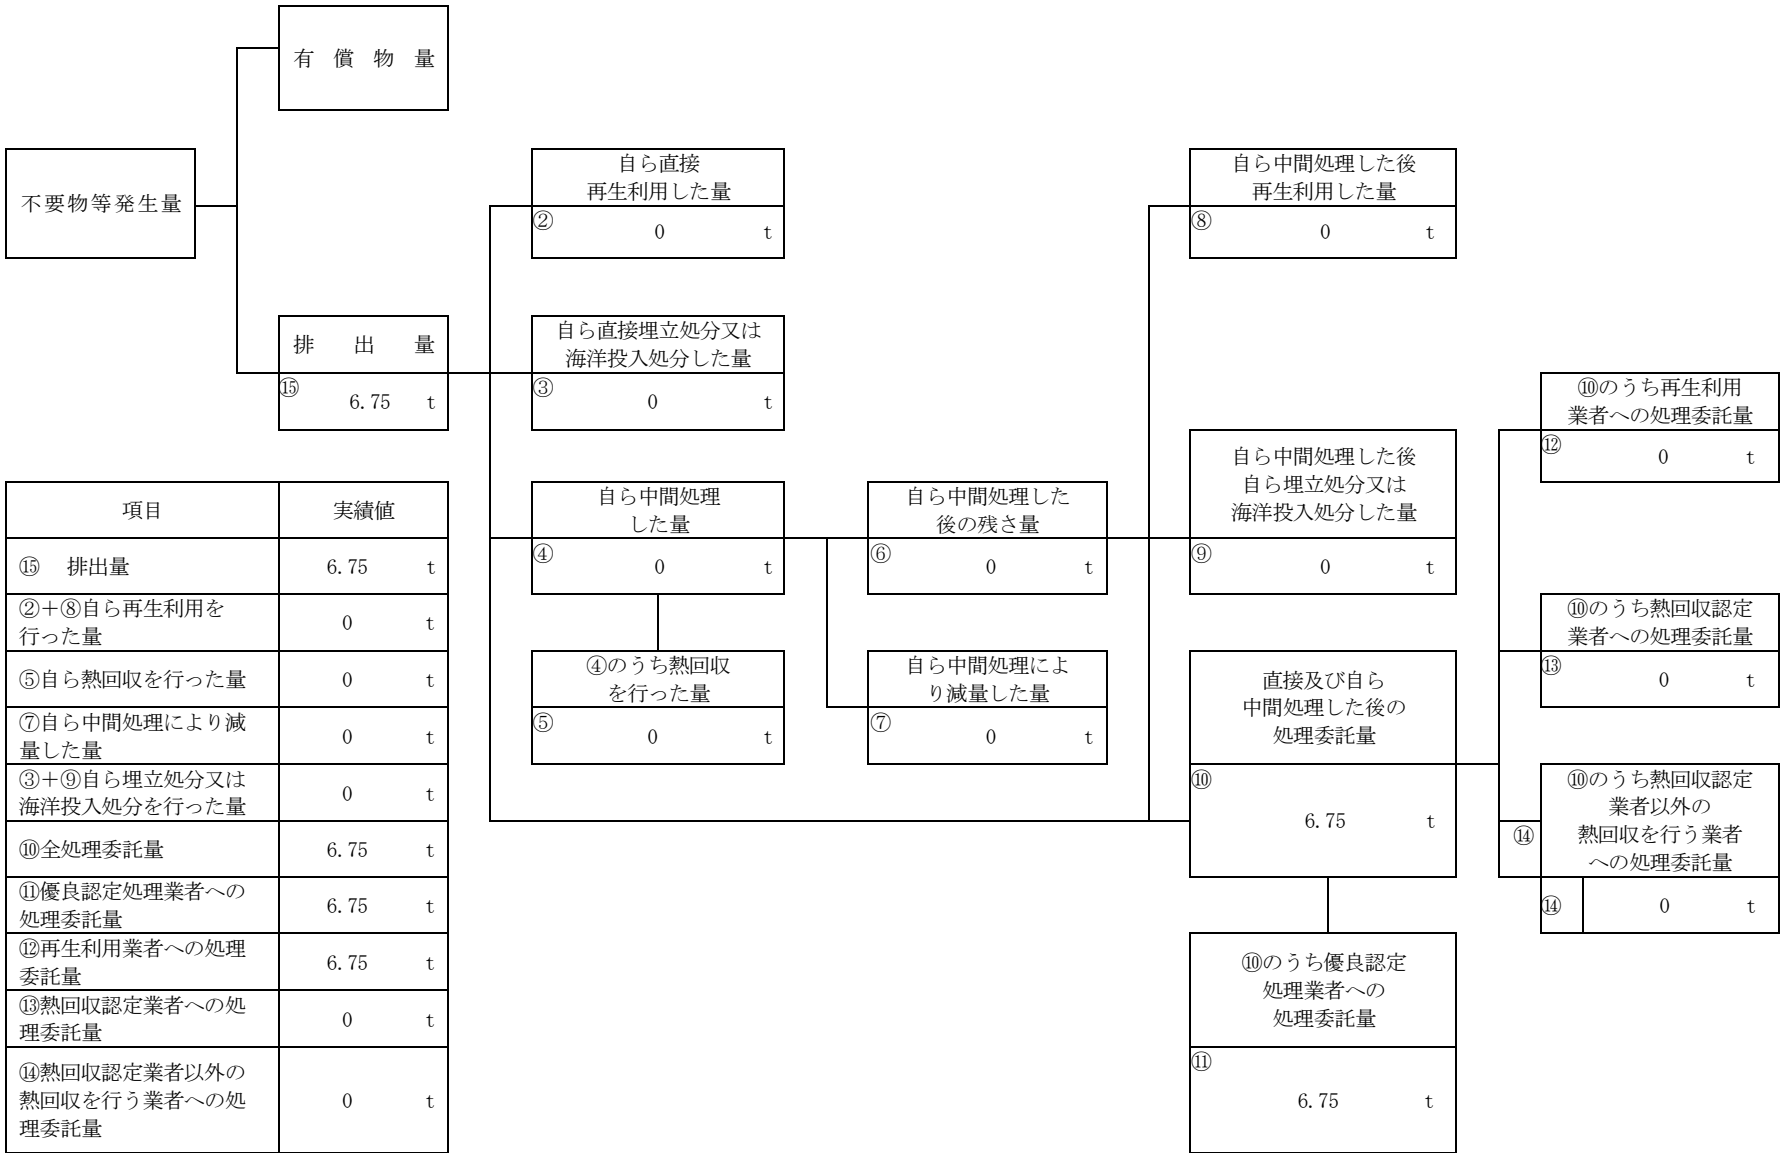 有償物量
不要物等発生量
自ら直接
再生利用した量
② 0 t
自ら中間処理した後
再生利用した量
⑧ 0 t
排出量
⑮ 6.75 t
自ら直接埋立処分又は
海洋投入処分した量
③ 0 t
⑩のうち再生利用
業者への処理委託量
⑫ 0 t
自ら中間処理
した量
④ 0 t
自ら中間処理した
後の残さ量
⑥ 0 t
自ら中間処理した後
自ら埋立処分又は
海洋投入処分した量
⑨ 0 t
⑩のうち熱回収認定
業者への処理委託量
⑬ 0 t
④のうち熱回収
を行った量
⑤ 0 t
自ら中間処理によ
り減量した量
⑦ 0 t
直接及び自ら
中間処理した後の
処理委託量
⑩
6.75 t
⑩のうち熱回収認定
業者以外の
熱回収を行う業者
への処理委託量
⑭
⑭ 0 t
⑩のうち優良認定
処理業者への
処理委託量
⑪
6.75 t
項目 実績値
⑮ 排出量 6.75 t
②+⑧自ら再生利用を
行った量 0 t
⑤自ら熱回収を行った量 0 t
⑦自ら中間処理により減
量した量 0 t
③+⑨自ら埋立処分又は
海洋投入処分を行った量 0 t
⑩全処理委託量 6.75 t
⑪優良認定処理業者への
処理委託量 6.75 t
⑫再生利用業者への処理
委託量 6.75 t
⑬熱回収認定業者への処
理委託量 0 t
⑭熱回収認定業者以外の
熱回収を行う業者への処
理委託量 0 t